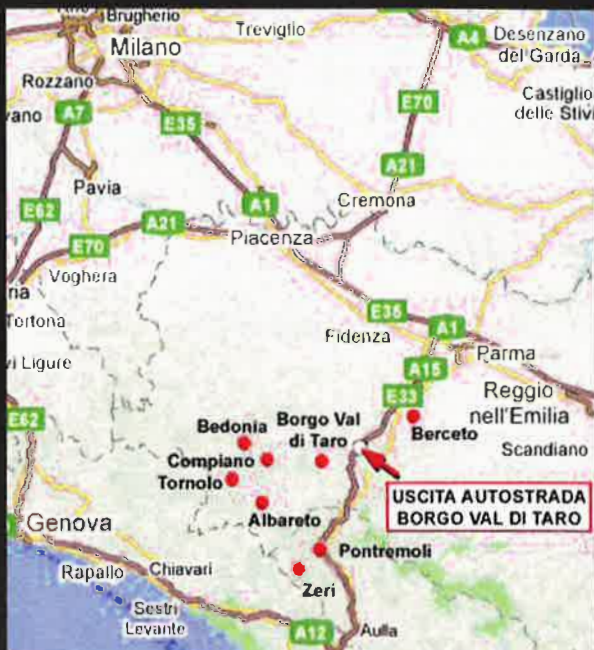 Brugherio
Treviglio
A4
Desenzano
del Garda
Milano
Rozzano
E70
Castiglio
delle Stivi
vano
A7
E35
Pavia
A21
E62
A1
Cremona
A21
E70
Piacenza
Voghera
ria
Tortona
E35
A1
Fidenza
Parma
vi Ligure
A15
E33
Reggio
nell'Emilia
E62
Bedonia
Borgo Val
di Taro
Berceto
Compiano
Scandiano
Tornolo
USCITA AUTOSTRADA
BORGO VAL DI TARO
Albareto
Genova
Pontremoli
Rapallo
Chiavari
Zeri
Sestri
Levante
A12
Aulla